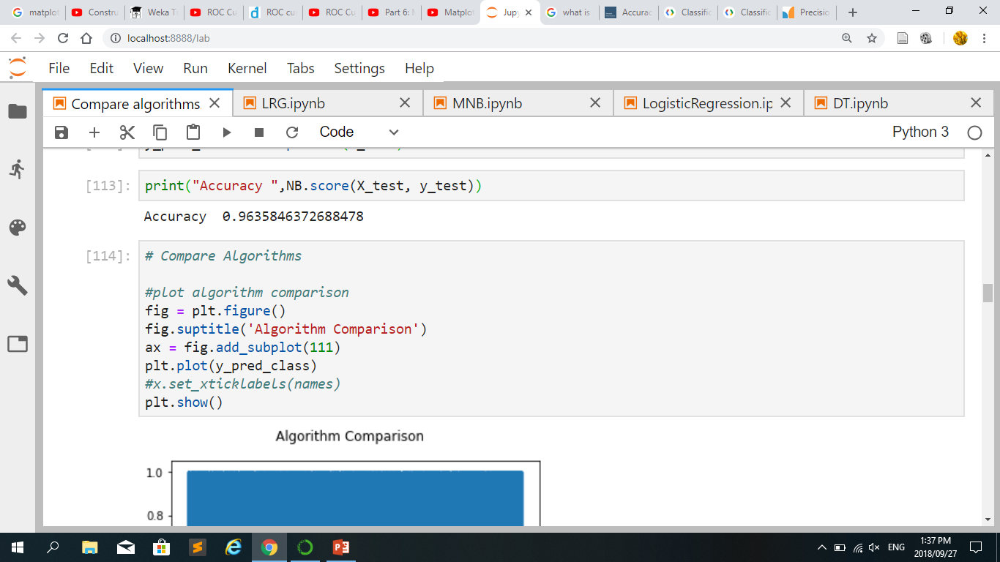 matplot
Constru
Weka T
ROC Cu
ROC cu
ROC Cu
Part 6:
Matplot
Jupy
what is
Accurac
Classific
Classific
Precisio
localhost:8888/lab
File Edit View Run Kernel Tabs Settings Help
Compare algorithms
LRG.ipynb
MNB.ipynb
LogisticRegression.ip
DT.ipynb
Code
Python 3
[113]:
print("Accuracy ",NB.score(X_test, y_test))
Accuracy  0.9635846372688478
[114]:
# Compare Algorithms
#plot algorithm comparison
fig = plt.figure()
fig.suptitle('Algorithm Comparison')
ax = fig.add_subplot(111)
plt.plot(y_pred_class)
#x.set_xticklabels(names)
plt.show()
Algorithm Comparison
1.0
0.8
ENG
1:37 PM
2018/09/27